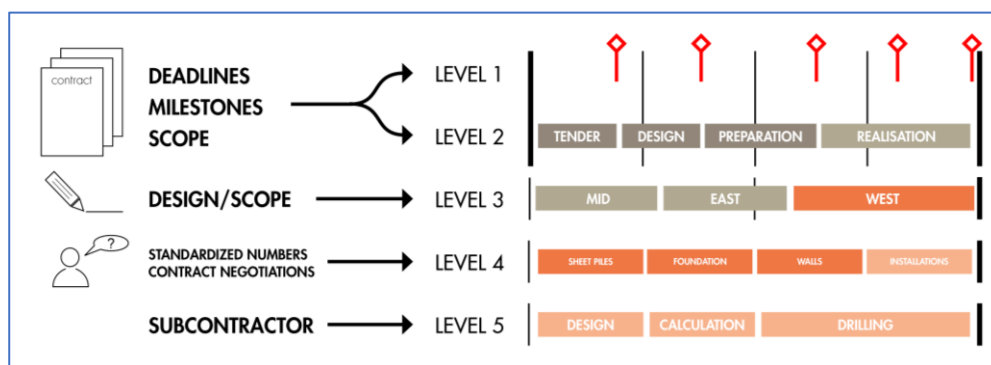 contract
DEADLINES
MILESTONES
SCOPE
LEVEL 1
LEVEL 2
TENDER
DESIGN
PREPARATION
REALISATION
DESIGN/SCOPE
LEVEL 3
MID
EAST
WEST
?
STANDARDIZED NUMBERS
CONTRACT NEGOTIATIONS
LEVEL 4
SHEET PILES
FOUNDATION
WALLS
INSTALLATIONS
SUBCONTRACTOR
LEVEL 5
DESIGN
CALCULATION
DRILLING